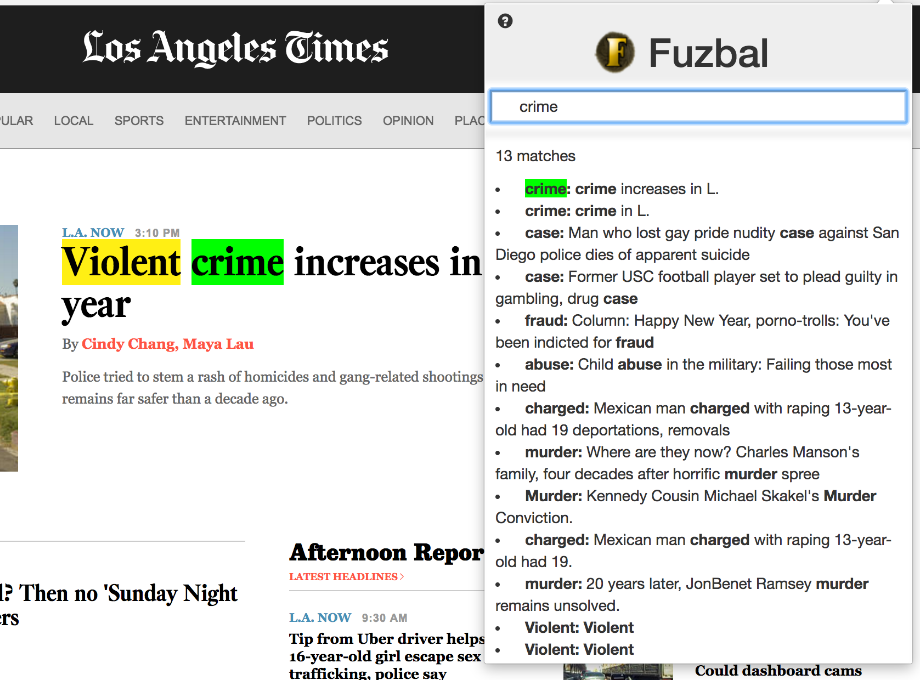 Los Angeles Times
ULAR LOCAL SPORTS ENTERTAINMENT POLITICS OPINION PLAC
L.A. NOW 3:10 PM
Violent crime increases in
year
By Cindy Chang, Maya Lau
Police tried to stem a rash of homicides and gang-related shootings
remains far safer than a decade ago.
? Then no 'Sunday Night
ers
Afternoon Repor
LATEST HEADLINES ›
L.A. NOW 9:30 AM
Tip from Uber driver helps
16-year-old girl escape sex
trafficking, police say
Could dashboard cams
?
F Fuzbal
crime
13 matches
• crime: crime increases in L.
• crime: crime in L.
• case: Man who lost gay pride nudity case against San
Diego police dies of apparent suicide
• case: Former USC football player set to plead guilty in
gambling, drug case
• fraud: Column: Happy New Year, porno-trolls: You've
been indicted for fraud
• abuse: Child abuse in the military: Failing those most
in need
• charged: Mexican man charged with raping 13-year-
old had 19 deportations, removals
• murder: Where are they now? Charles Manson's
family, four decades after horrific murder spree
• Murder: Kennedy Cousin Michael Skakel's Murder
Conviction.
• charged: Mexican man charged with raping 13-year-
old had 19.
• murder: 20 years later, JonBenet Ramsey murder
remains unsolved.
• Violent: Violent
• Violent: Violent